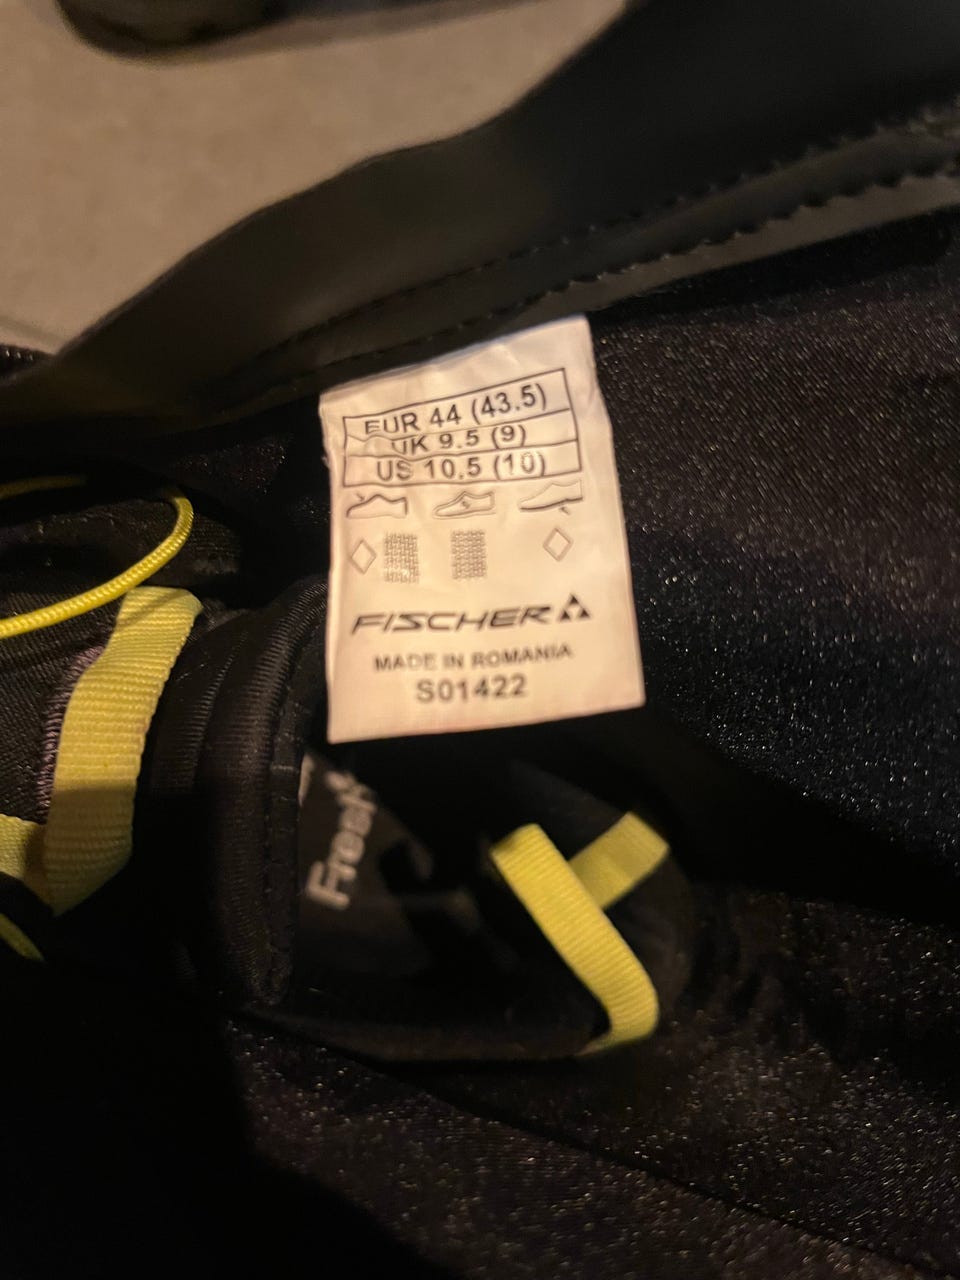 EUR 44 (43.5)
UK 9.5 (9)
US 10.5 (10)
FISCHER
MADE IN ROMANIA
S01422